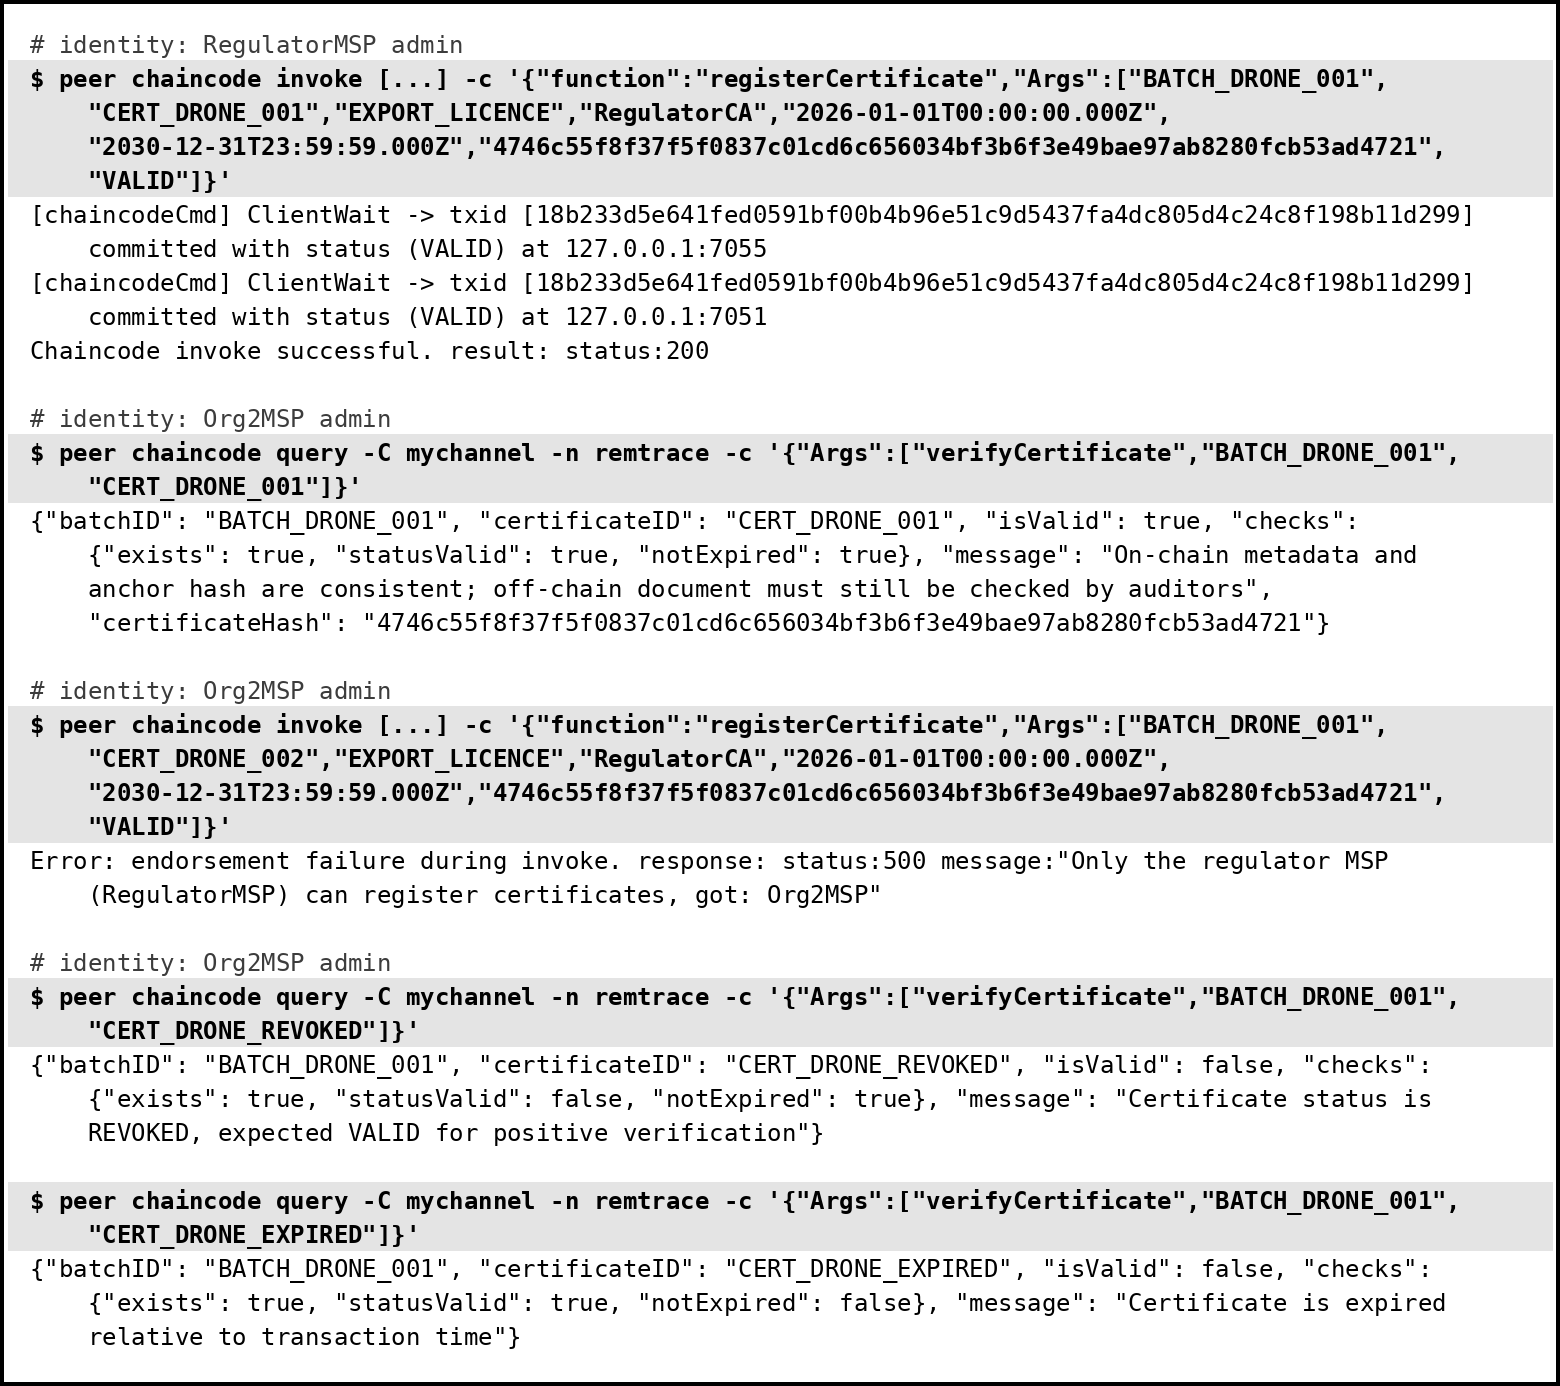 # identity: RegulatorMSP admin
$ peer chaincode invoke [...] -c '{"function":"registerCertificate","Args":["BATCH_DRONE_001",
"CERT_DRONE_001","EXPORT_LICENCE","RegulatorCA","2026-01-01T00:00:00.000Z",
"2030-12-31T23:59:59.000Z","4746c55f8f37f5f0837c01cd6c656034bf3b6f3e49bae97ab8280fcb53ad4721",
"VALID"]}'
[chaincodeCmd] ClientWait -> txid [18b233d5e641fed0591bf00b4b96e51c9d5437fa4dc805d4c24c8f198b11d299]
committed with status (VALID) at 127.0.0.1:7055
[chaincodeCmd] ClientWait -> txid [18b233d5e641fed0591bf00b4b96e51c9d5437fa4dc805d4c24c8f198b11d299]
committed with status (VALID) at 127.0.0.1:7051
Chaincode invoke successful. result: status:200
# identity: Org2MSP admin
$ peer chaincode query -C mychannel -n remtrace -c '{"Args":["verifyCertificate","BATCH_DRONE_001",
"CERT_DRONE_001"]}'
{"batchID": "BATCH_DRONE_001", "certificateID": "CERT_DRONE_001", "isValid": true, "checks":
{"exists": true, "statusValid": true, "notExpired": true}, "message": "On-chain metadata and
anchor hash are consistent; off-chain document must still be checked by auditors",
"certificateHash": "4746c55f8f37f5f0837c01cd6c656034bf3b6f3e49bae97ab8280fcb53ad4721"}
# identity: Org2MSP admin
$ peer chaincode invoke [...] -c '{"function":"registerCertificate","Args":["BATCH_DRONE_001",
"CERT_DRONE_002","EXPORT_LICENCE","RegulatorCA","2026-01-01T00:00:00.000Z",
"2030-12-31T23:59:59.000Z","4746c55f8f37f5f0837c01cd6c656034bf3b6f3e49bae97ab8280fcb53ad4721",
"VALID"]}'
Error: endorsement failure during invoke. response: status:500 message:"Only the regulator MSP
(RegulatorMSP) can register certificates, got: Org2MSP"
# identity: Org2MSP admin
$ peer chaincode query -C mychannel -n remtrace -c '{"Args":["verifyCertificate","BATCH_DRONE_001",
"CERT_DRONE_REVOKED"]}'
{"batchID": "BATCH_DRONE_001", "certificateID": "CERT_DRONE_REVOKED", "isValid": false, "checks":
{"exists": true, "statusValid": false, "notExpired": true}, "message": "Certificate status is
REVOKED, expected VALID for positive verification"}
$ peer chaincode query -C mychannel -n remtrace -c '{"Args":["verifyCertificate","BATCH_DRONE_001",
"CERT_DRONE_EXPIRED"]}'
{"batchID": "BATCH_DRONE_001", "certificateID": "CERT_DRONE_EXPIRED", "isValid": false, "checks":
{"exists": true, "statusValid": true, "notExpired": false}, "message": "Certificate is expired
relative to transaction time"}